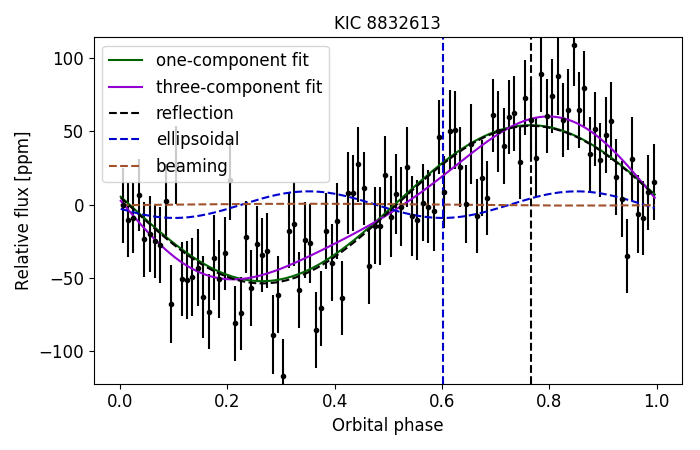 KIC 8832613
one-component fit
three-component fit
reflection
ellipsoidal
beaming
Relative flux [ppm]
100
50
0
−50
−100
0.0 0.2 0.4 0.6 0.8 1.0
Orbital phase